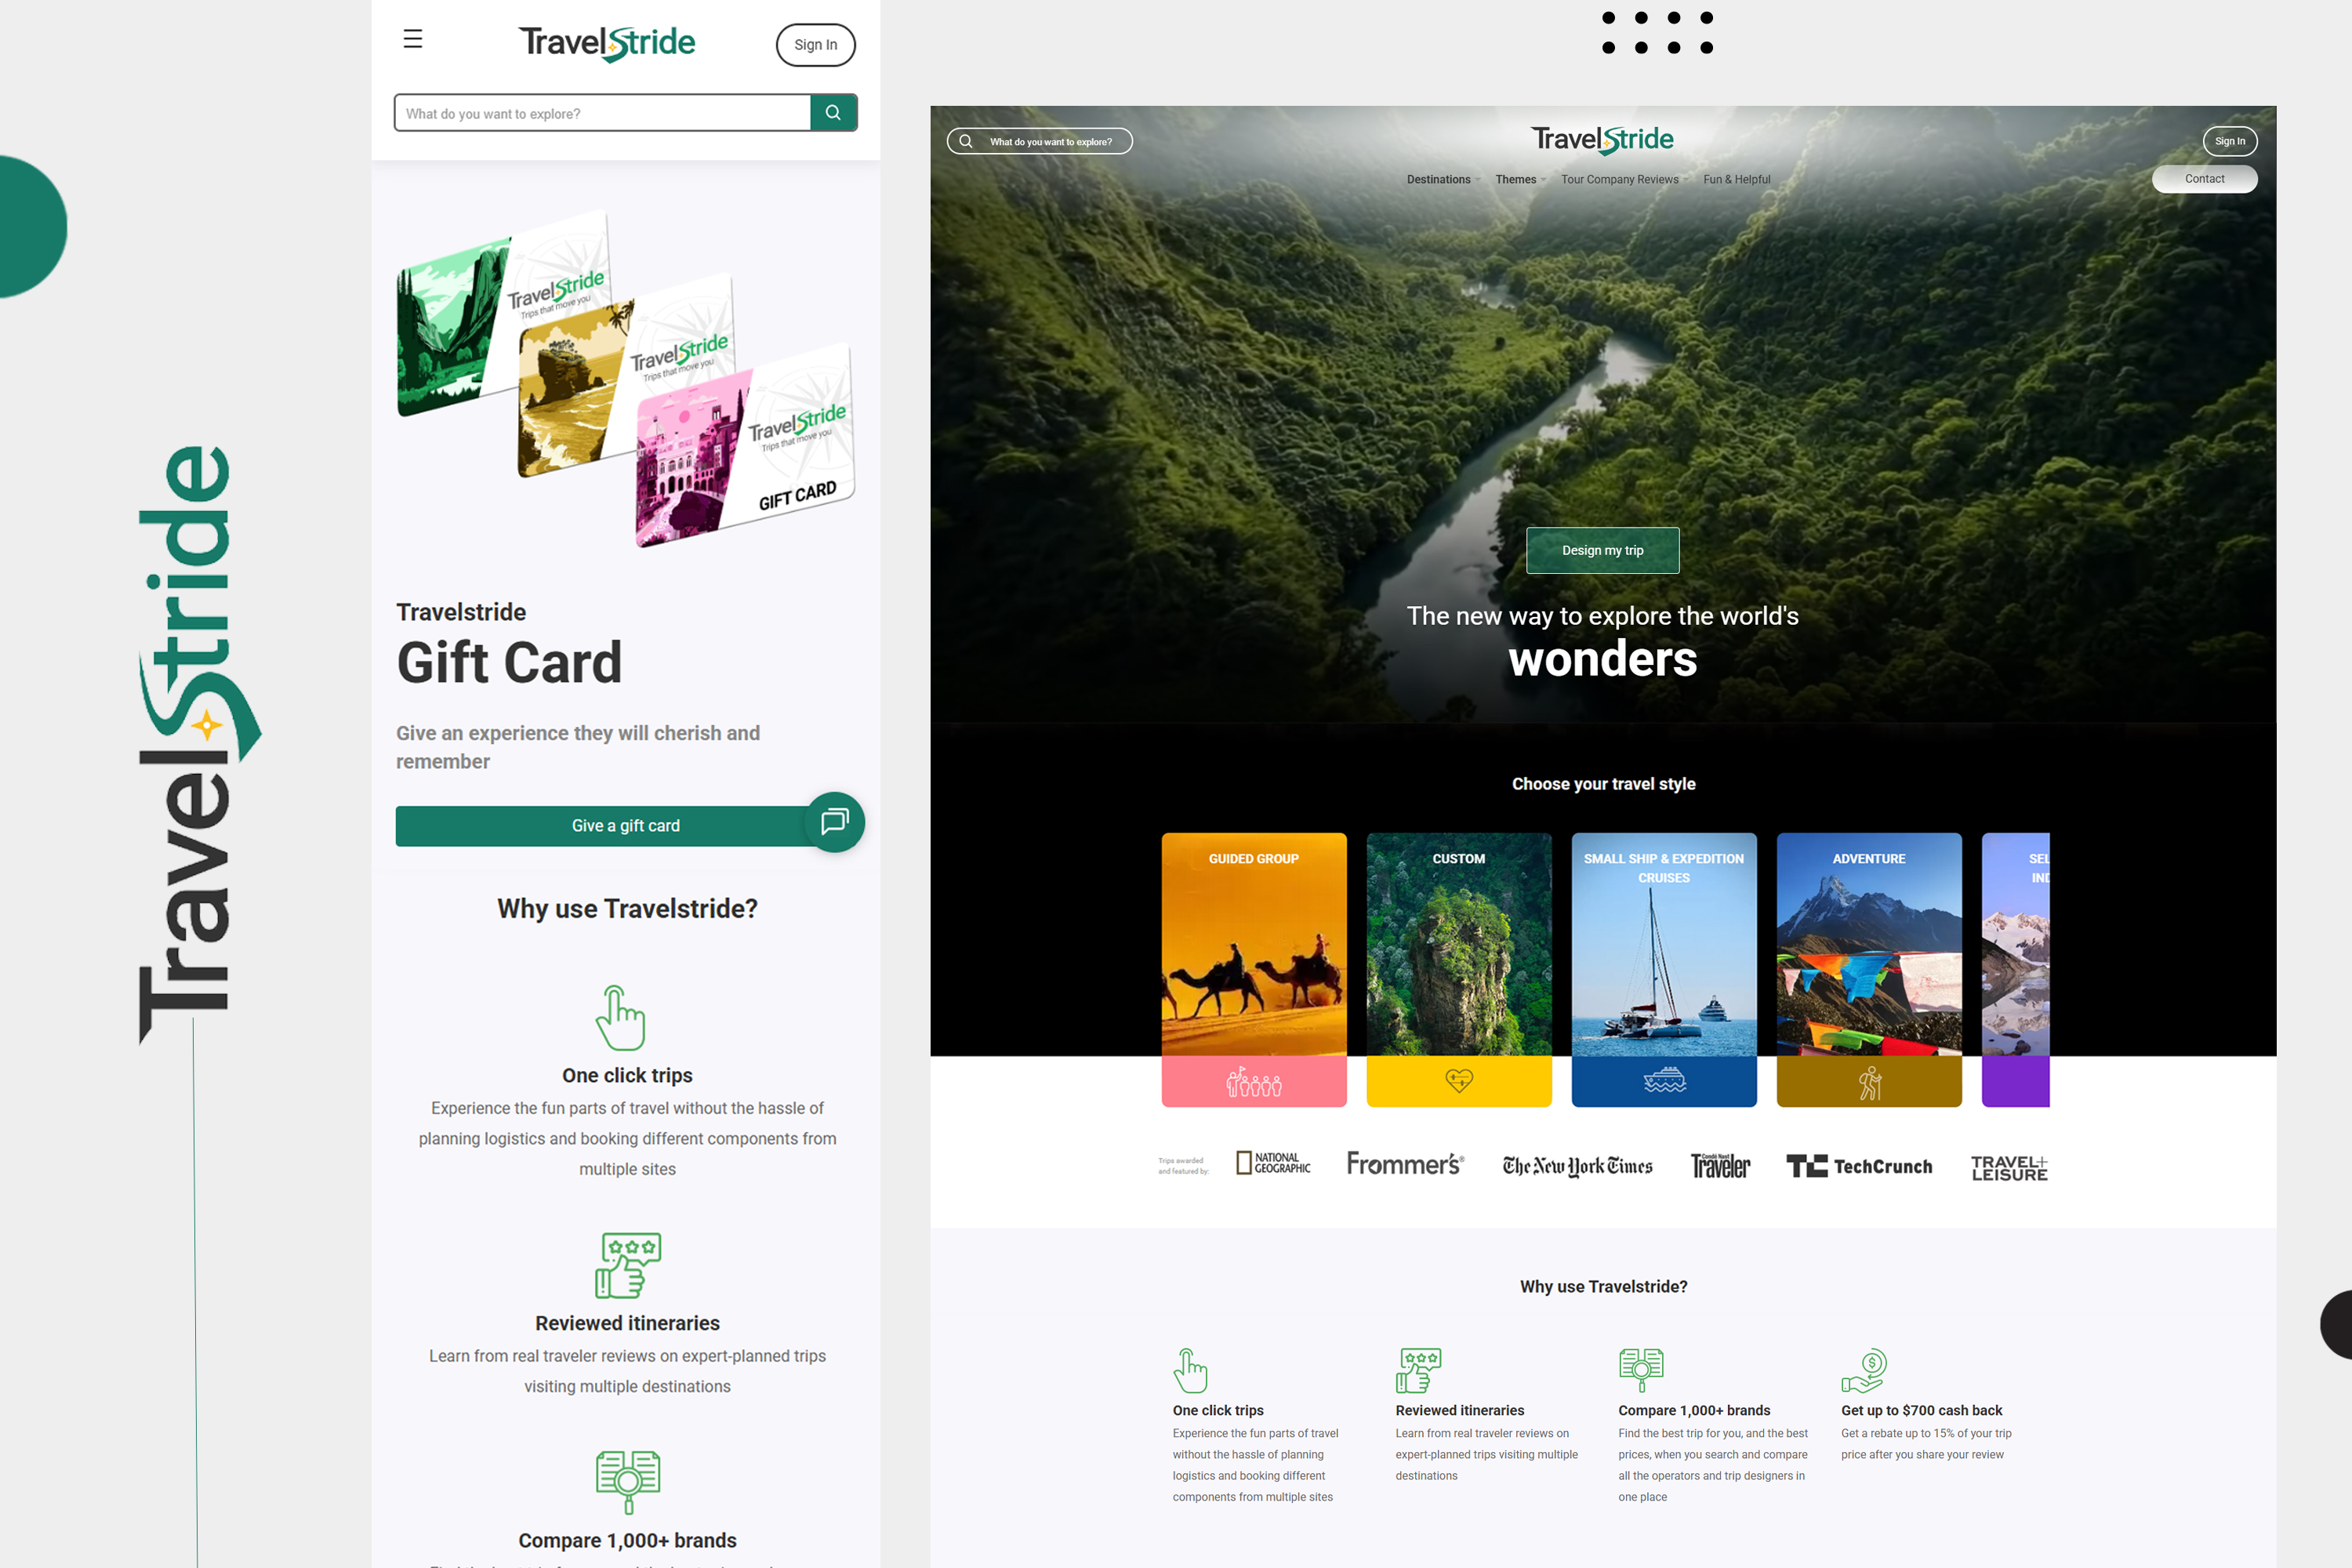 TravelStride
TravelStride
Sign In
What do you want to explore?
TravelStride
Trips that move you
TravelStride
Trips that move you
TravelStride
Trips that move you
GIFT CARD
Travelstride
Gift Card
Give an experience they will cherish and
remember
Give a gift card
Why use Travelstride?
One click trips
Experience the fun parts of travel without the hassle of
planning logistics and booking different components from
multiple sites
Reviewed itineraries
Learn from real traveler reviews on expert-planned trips
visiting multiple destinations
Compare 1,000+ brands
What do you want to explore?
TravelStride
Sign In
Destinations
Themes
Tour Company Reviews
Fun & Helpful
Contact
Design my trip
The new way to explore the world's
wonders
Choose your travel style
GUIDED GROUP
CUSTOM
SMALL SHIP & EXPEDITION
CRUISES
ADVENTURE
SEL
IND
Trips awarded
and featured by:
NATIONAL
GEOGRAPHIC
Frommer's®
The New York Times
Condé Nast
Traveler
TC TechCrunch
TRAVEL+
LEISURE
Why use Travelstride?
One click trips
Experience the fun parts of travel
without the hassle of planning
logistics and booking different
components from multiple sites
Reviewed itineraries
Learn from real traveler reviews on
expert-planned trips visiting multiple
destinations
Compare 1,000+ brands
Find the best trip for you, and the best
prices, when you search and compare
all the operators and trip designers in
one place
Get up to $700 cash back
Get a rebate up to 15% of your trip
price after you share your review